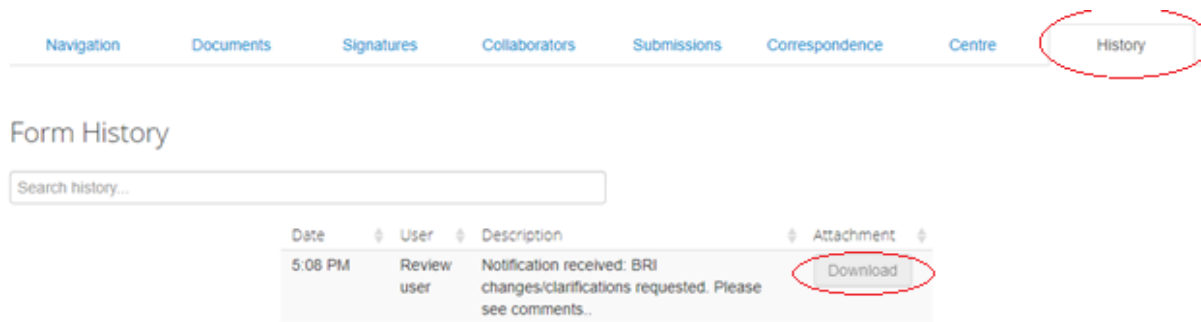 Navigation Documents Signatures Collaborators Submissions Correspondence Centre History
Form History
Search history...
Date User Description Attachment
5:08 PM Review user Notification received: BRI changes/clarifications requested. Please see comments.. Download